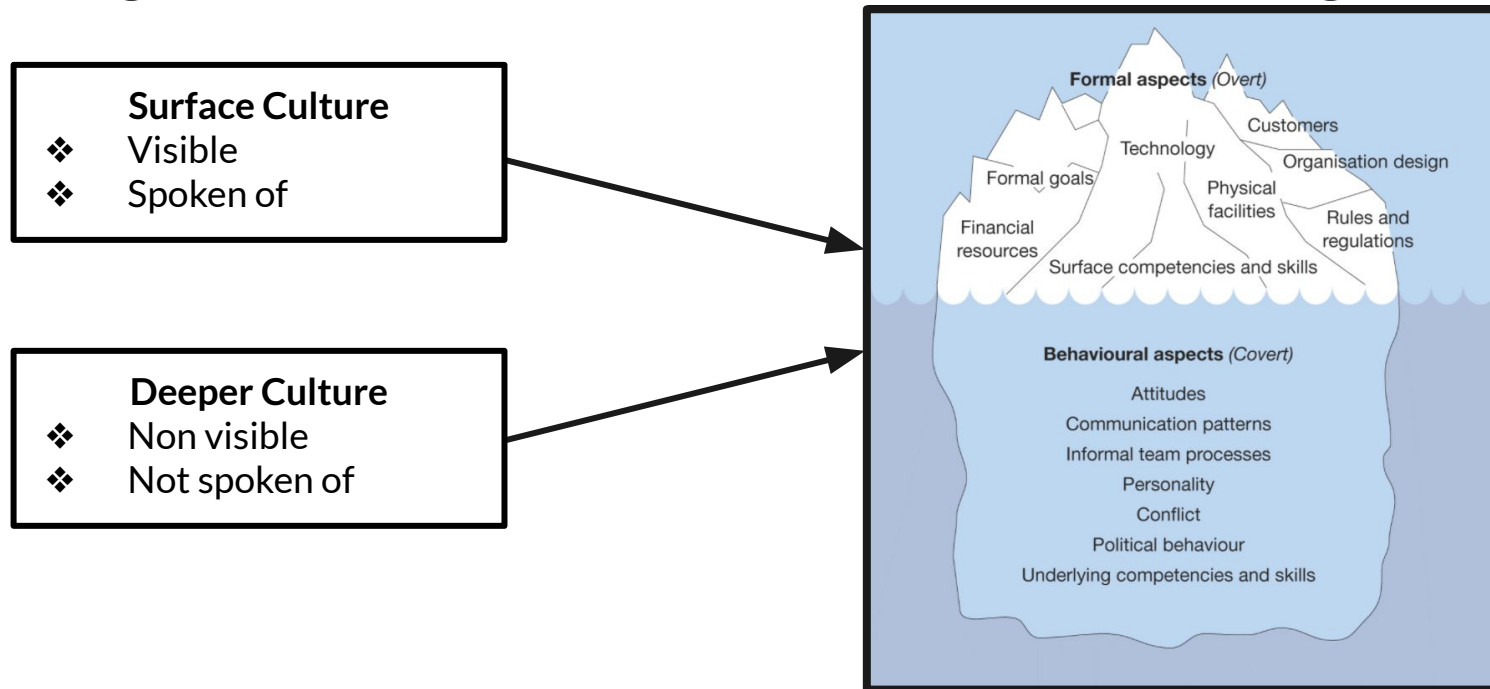 Surface Culture
❖ Visible
❖ Spoken of
Deeper Culture
❖ Non visible
❖ Not spoken of
Formal aspects (Overt)
Customers
Technology
Organisation design
Formal goals
Physical
facilities
Financial
resources
Rules and
regulations
Surface competencies and skills
Behavioural aspects (Covert)
Attitudes
Communication patterns
Informal team processes
Personality
Conflict
Political behaviour
Underlying competencies and skills